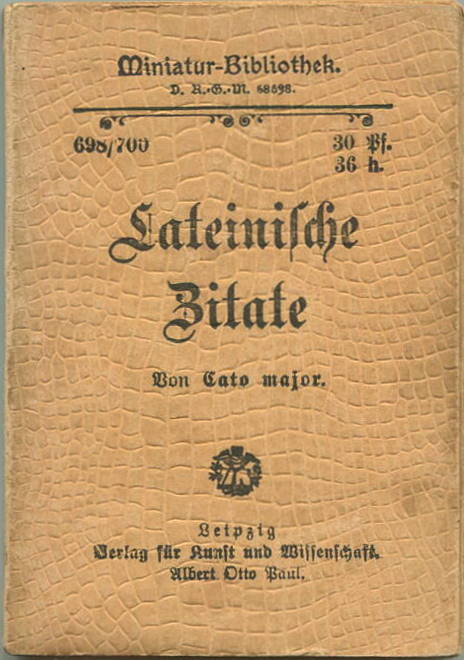 Miniatur-Bibliothek.
D. R.-G.-M. 68698.
698/700
30 Pf.
36 h.
Lateinische
Zitate
Von Cato major.
Leipzig
Verlag für Kunst und Wissenschaft.
Albert Otto Paul.